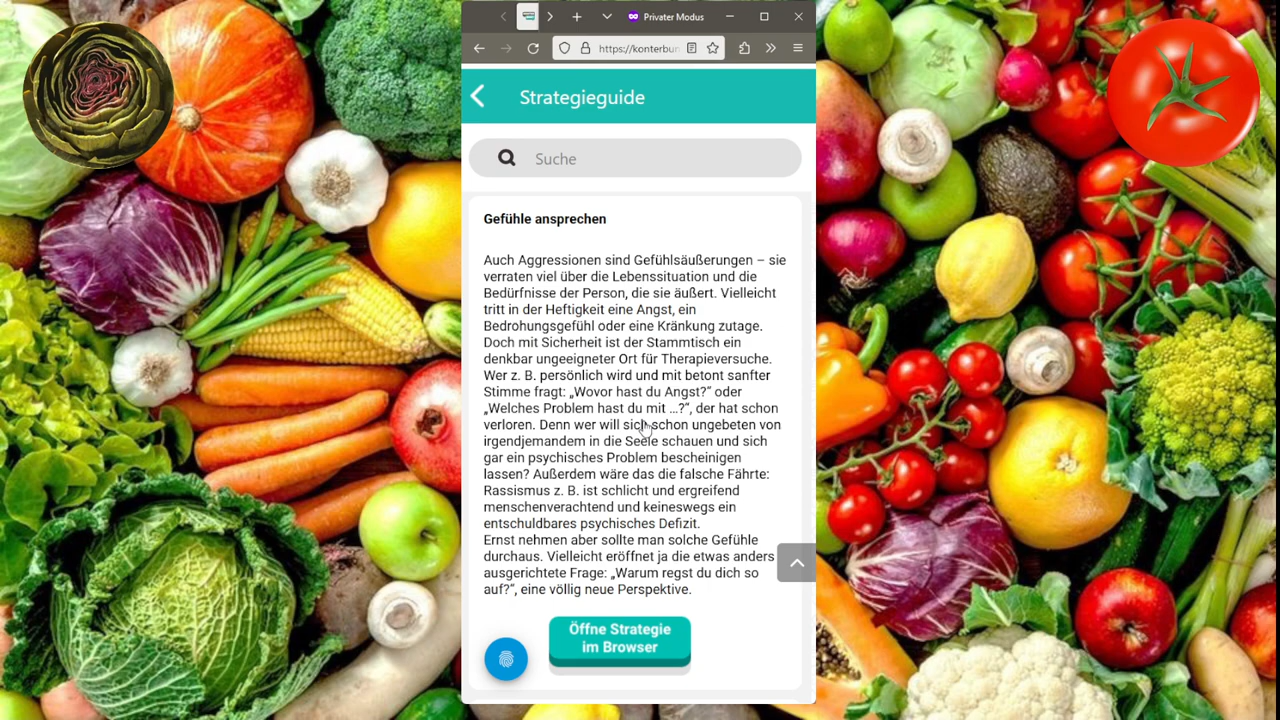 Privater Modus
https://konterbun
Strategieguide
Suche
Gefühle ansprechen
Auch Aggressionen sind Gefühlsäußerungen – sie
verraten viel über die Lebenssituation und die
Bedürfnisse der Person, die sie äußert. Vielleicht
tritt in der Heftigkeit eine Angst, ein
Bedrohungsgefühl oder eine Kränkung zutage.
Doch mit Sicherheit ist der Stammtisch ein
denkbar ungeeigneter Ort für Therapieversuche.
Wer z. B. persönlich wird und mit betont sanfter
Stimme fragt: „Wovor hast du Angst?“ oder
„Welches Problem hast du mit …?“, der hat schon
verloren. Denn wer will sich schon ungebeten von
irgendjemandem in die Seele schauen und sich
gar ein psychisches Problem bescheinigen
lassen? Außerdem wäre das die falsche Fährte:
Rassismus z. B. ist schlicht und ergreifend
menschenverachtend und keineswegs ein
entschuldbares psychisches Defizit.
Ernst nehmen aber sollte man solche Gefühle
durchaus. Vielleicht eröffnet ja die etwas anders
ausgerichtete Frage: „Warum regst du dich so
auf?“, eine völlig neue Perspektive.
Öffne Strategie
im Browser